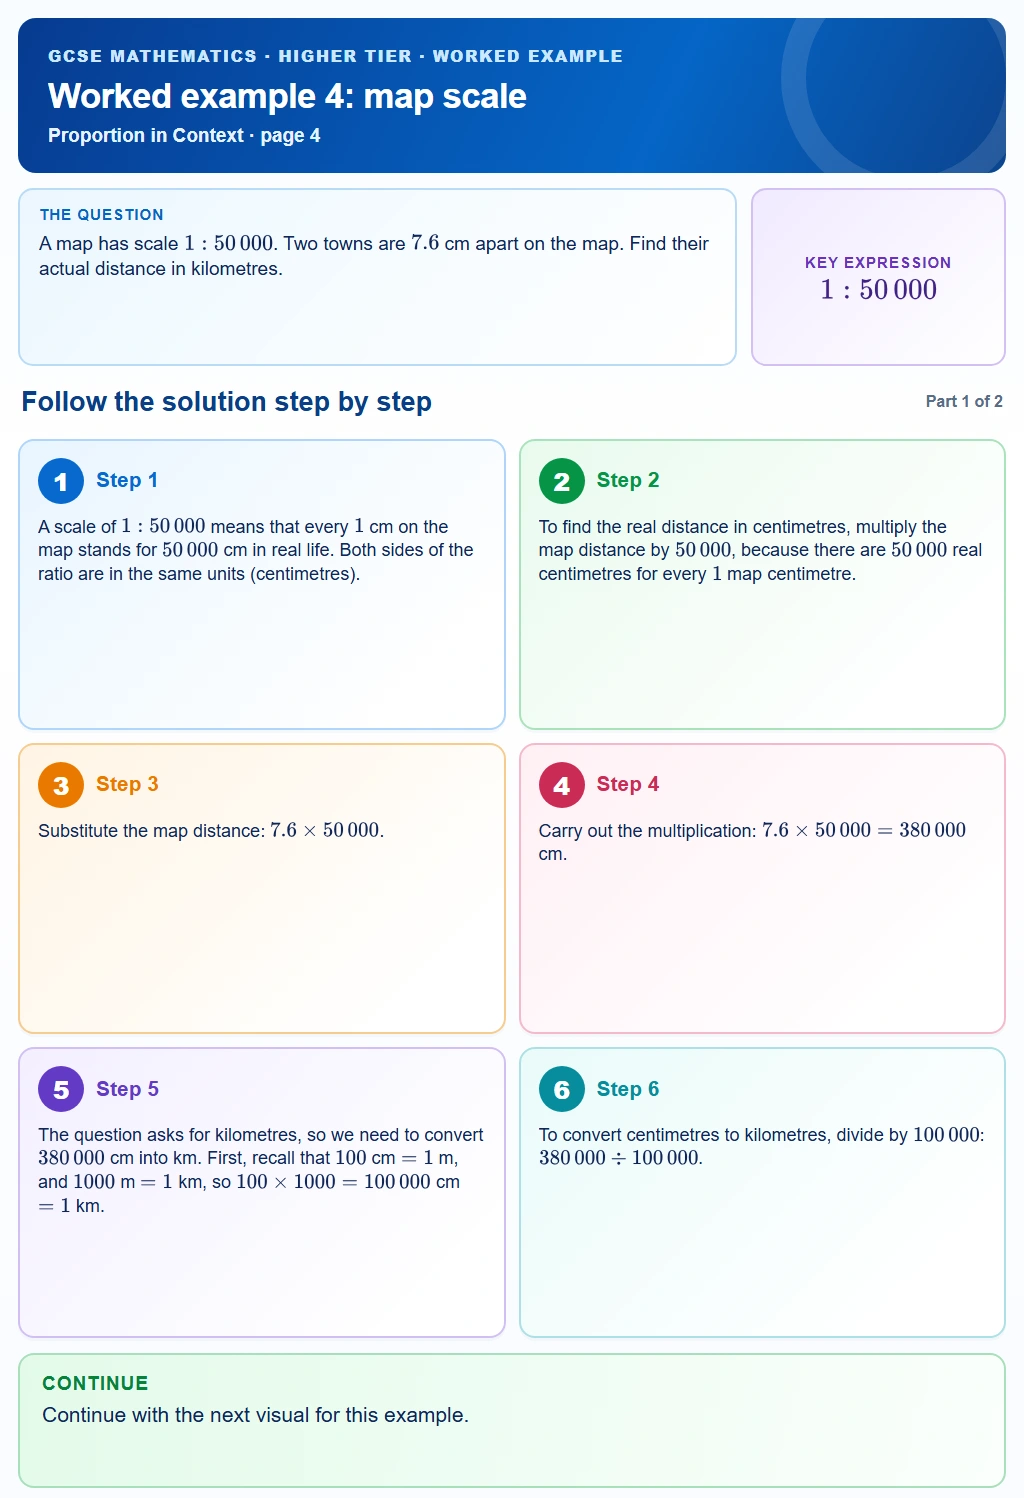 GCSE MATHEMATICS · HIGHER TIER · WORKED EXAMPLE
Worked example 4: map scale
Proportion in Context · page 4
THE QUESTION
A map has scale 1 : 50 000. Two towns are 7.6 cm apart on the map. Find their
actual distance in kilometres.
KEY EXPRESSION
1 : 50 000
Follow the solution step by step
Part 1 of 2
1 Step 1
A scale of 1 : 50 000 means that every 1 cm on the
map stands for 50 000 cm in real life. Both sides of the
ratio are in the same units (centimetres).
2 Step 2
To find the real distance in centimetres, multiply the
map distance by 50 000, because there are 50 000 real
centimetres for every 1 map centimetre.
3 Step 3
Substitute the map distance: 7.6 × 50 000.
4 Step 4
Carry out the multiplication: 7.6 × 50 000 = 380 000
cm.
5 Step 5
The question asks for kilometres, so we need to convert
380 000 cm into km. First, recall that 100 cm = 1 m,
and 1000 m = 1 km, so 100 × 1000 = 100 000 cm
= 1 km.
6 Step 6
To convert centimetres to kilometres, divide by 100 000:
380 000 ÷ 100 000.
CONTINUE
Continue with the next visual for this example.